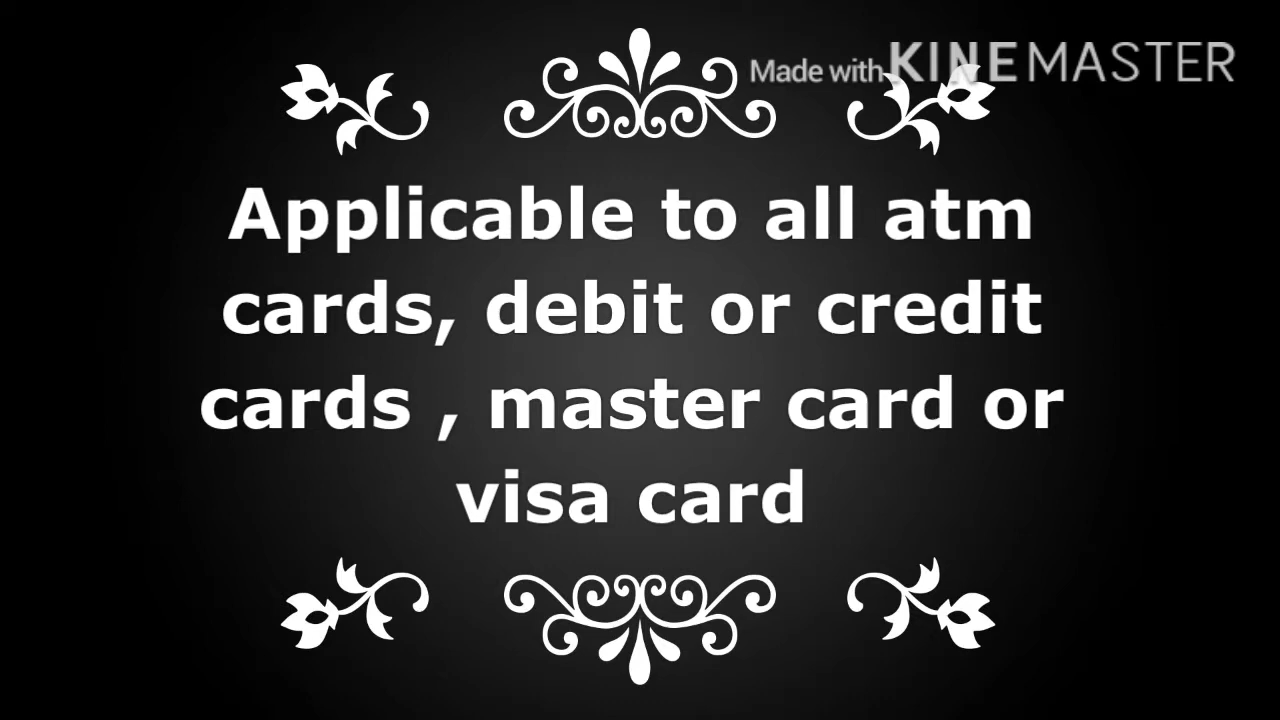 Made with KINEMASTER
Applicable to all atm
cards, debit or credit
cards , master card or
visa card